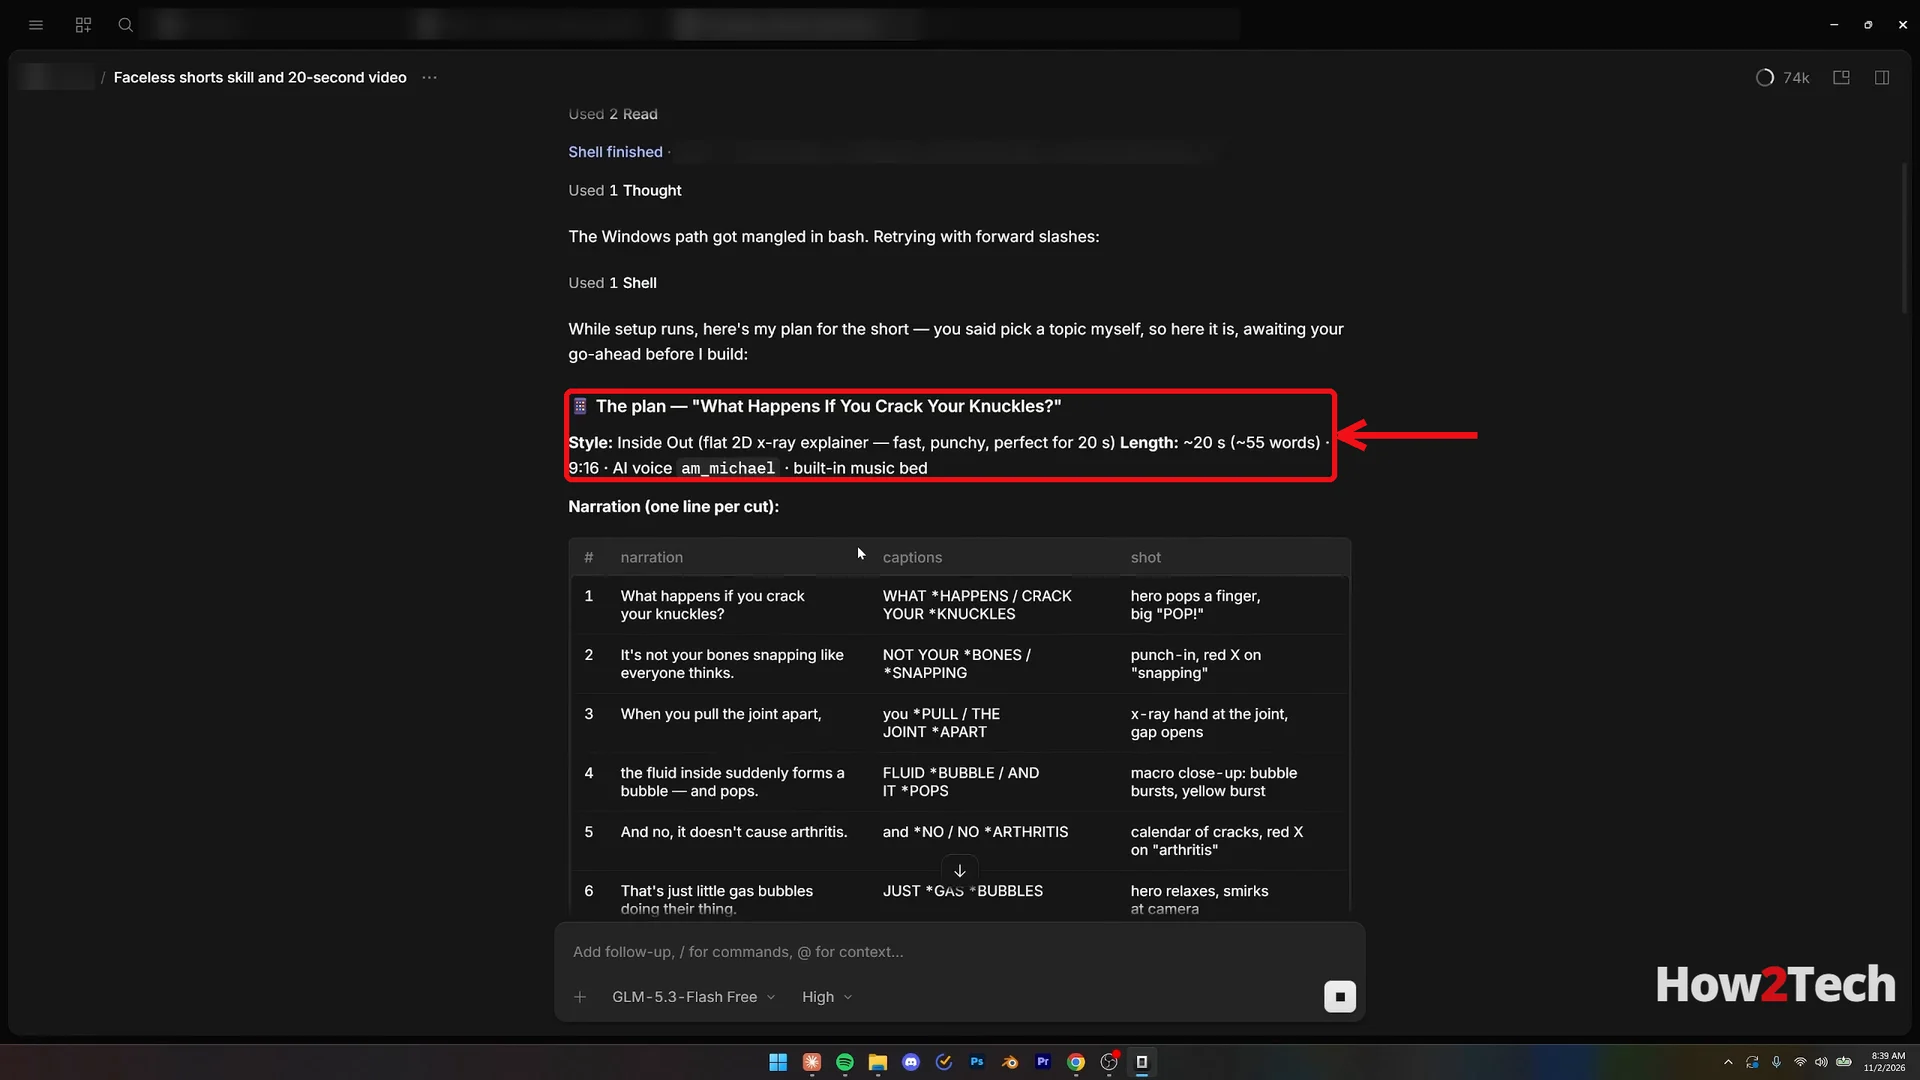 / Faceless shorts skill and 20-second video ···
74k
Used 2 Read
Shell finished ·
Used 1 Thought
The Windows path got mangled in bash. Retrying with forward slashes:
Used 1 Shell
While setup runs, here's my plan for the short — you said pick a topic myself, so here it is, awaiting your
go-ahead before I build:
The plan — "What Happens If You Crack Your Knuckles?"
Style: Inside Out (flat 2D x-ray explainer — fast, punchy, perfect for 20 s) Length: ~20 s (~55 words) ·
9:16 · AI voice am_michael · built-in music bed
Narration (one line per cut):
# narration captions shot
1 What happens if you crack WHAT *HAPPENS / CRACK hero pops a finger,
your knuckles? YOUR *KNUCKLES big "POP!"
2 It's not your bones snapping like NOT YOUR *BONES / punch-in, red X on
everyone thinks. *SNAPPING "snapping"
3 When you pull the joint apart, you *PULL / THE x-ray hand at the joint,
JOINT *APART gap opens
4 the fluid inside suddenly forms a FLUID *BUBBLE / AND macro close-up: bubble
bubble — and pops. IT *POPS bursts, yellow burst
5 And no, it doesn't cause arthritis. and *NO / NO *ARTHRITIS calendar of cracks, red X
on "arthritis"
6 That's just little gas bubbles JUST *GAS *BUBBLES hero relaxes, smirks
doing their thing. at camera
Add follow-up, / for commands, @ for context...
GLM-5.3-Flash Free High
How2Tech
Ps
Pr
8:39 AM
11/2/2026